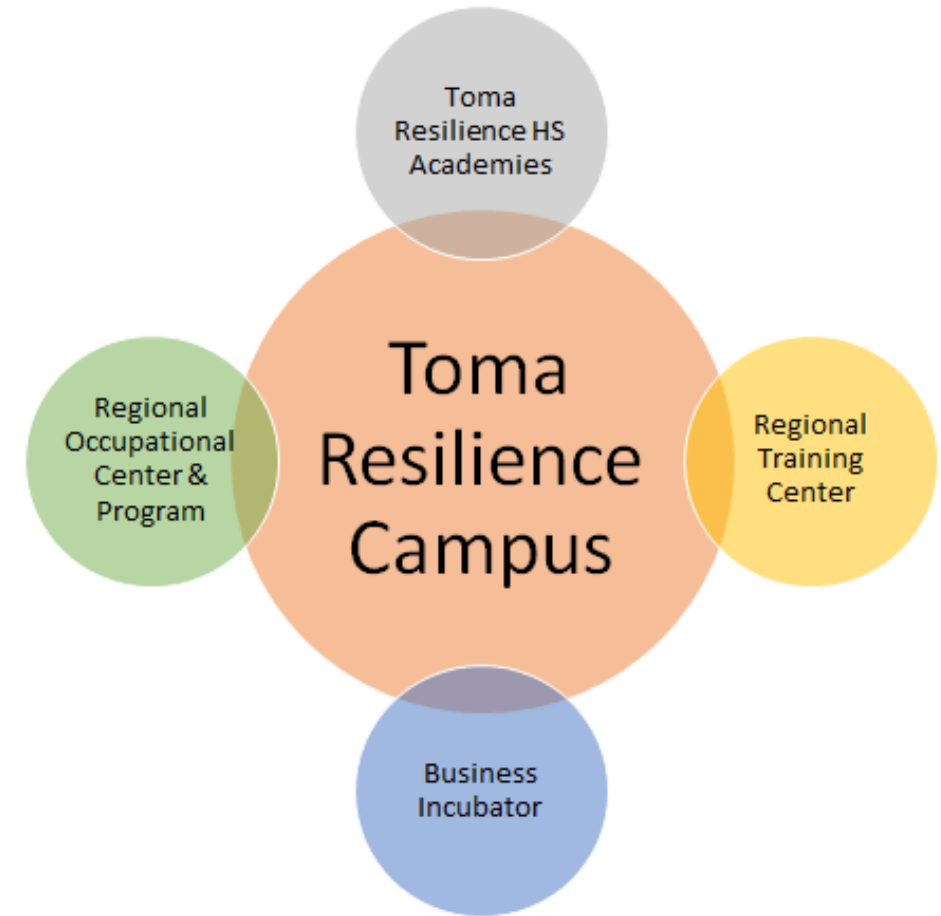 Toma
Resilience HS
Academies
Toma
Resilience
Campus
Regional
Occupational
Center &
Program
Regional
Training
Center
Business
Incubator